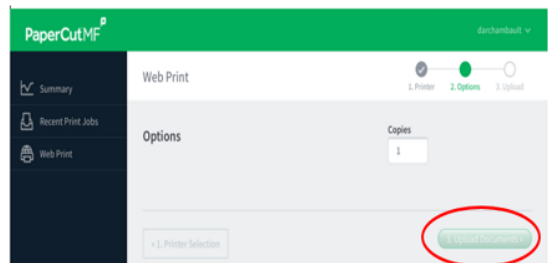 PaperCutMF P
darchambault
Summary
Recent Print Jobs
Web Print
Web Print
1. Printer 2. Options 3. Upload
Options
Copies
1
« 1. Printer Selection
3. Upload Documents »